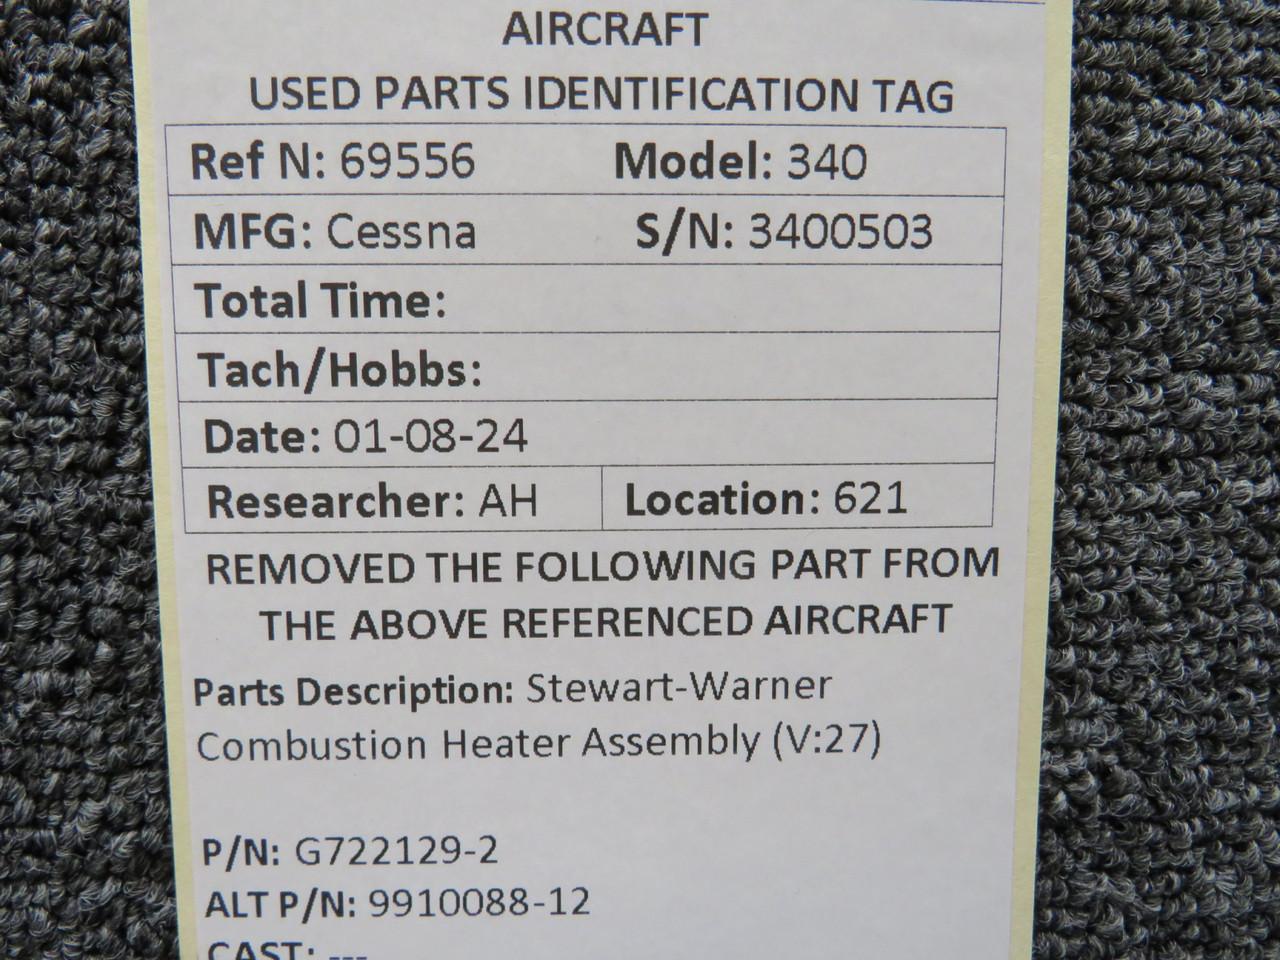 AIRCRAFT
USED PARTS IDENTIFICATION TAG
Ref N: 69556 Model: 340
MFG: Cessna S/N: 3400503
Total Time:
Tach/Hobbs:
Date: 01-08-24
Researcher: AH Location: 621
REMOVED THE FOLLOWING PART FROM
THE ABOVE REFERENCED AIRCRAFT
Parts Description: Stewart-Warner
Combustion Heater Assembly (V:27)
P/N: G722129-2
ALT P/N: 9910088-12
CAST: ---